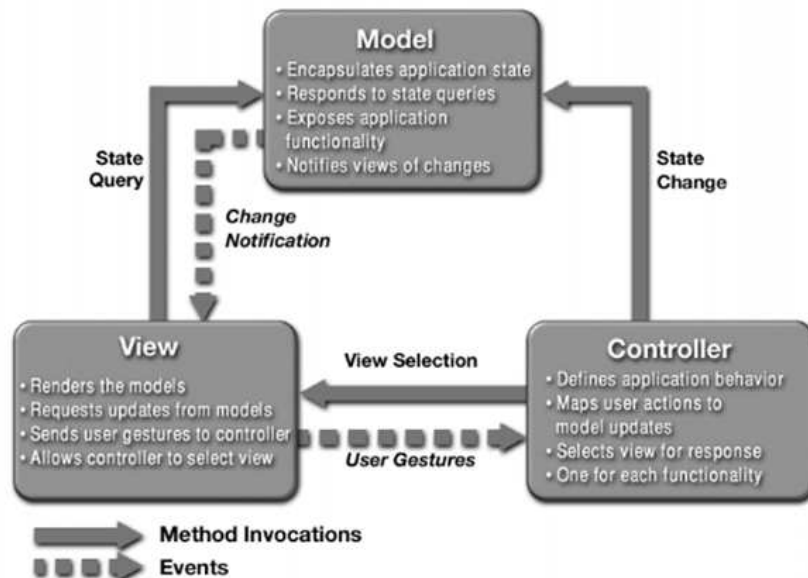 Model
• Encapsulates application state
• Responds to state queries
• Exposes application
functionality
• Notifies views of changes
State
Query
State
Change
Change
Notification
View
• Renders the models
• Requests updates from models
• Sends user gestures to controller
• Allows controller to select view
View Selection
User Gestures
Controller
• Defines application behavior
• Maps user actions to
model updates
• Selects view for response
• One for each functionality
Method Invocations
Events